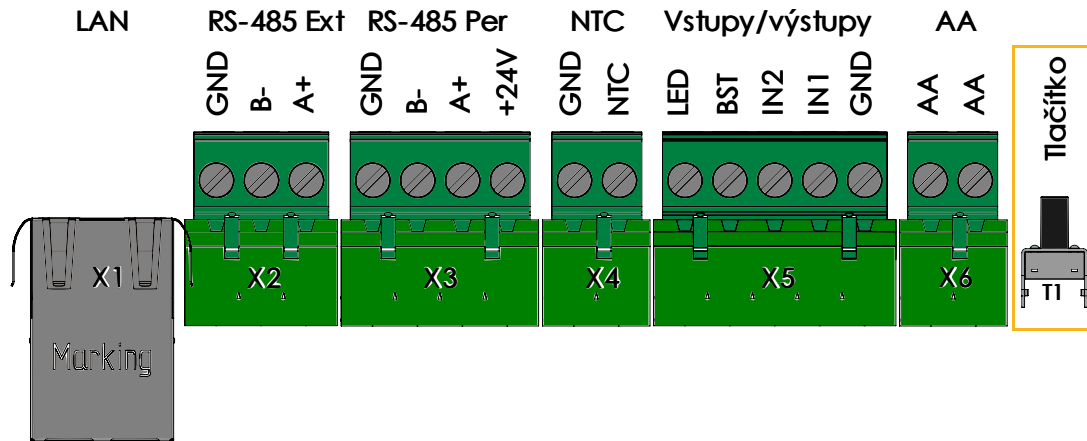 LAN
RS-485 Ext
RS-485 Per
NTC
Vstupy/výstupy
AA
GND
B-
A+
GND
B-
A+
+24V
GND
NTC
LED
BST
IN2
IN1
GND
AA
AA
Tlačítko
X1
X2
X3
X4
X5
X6
T1
Marking